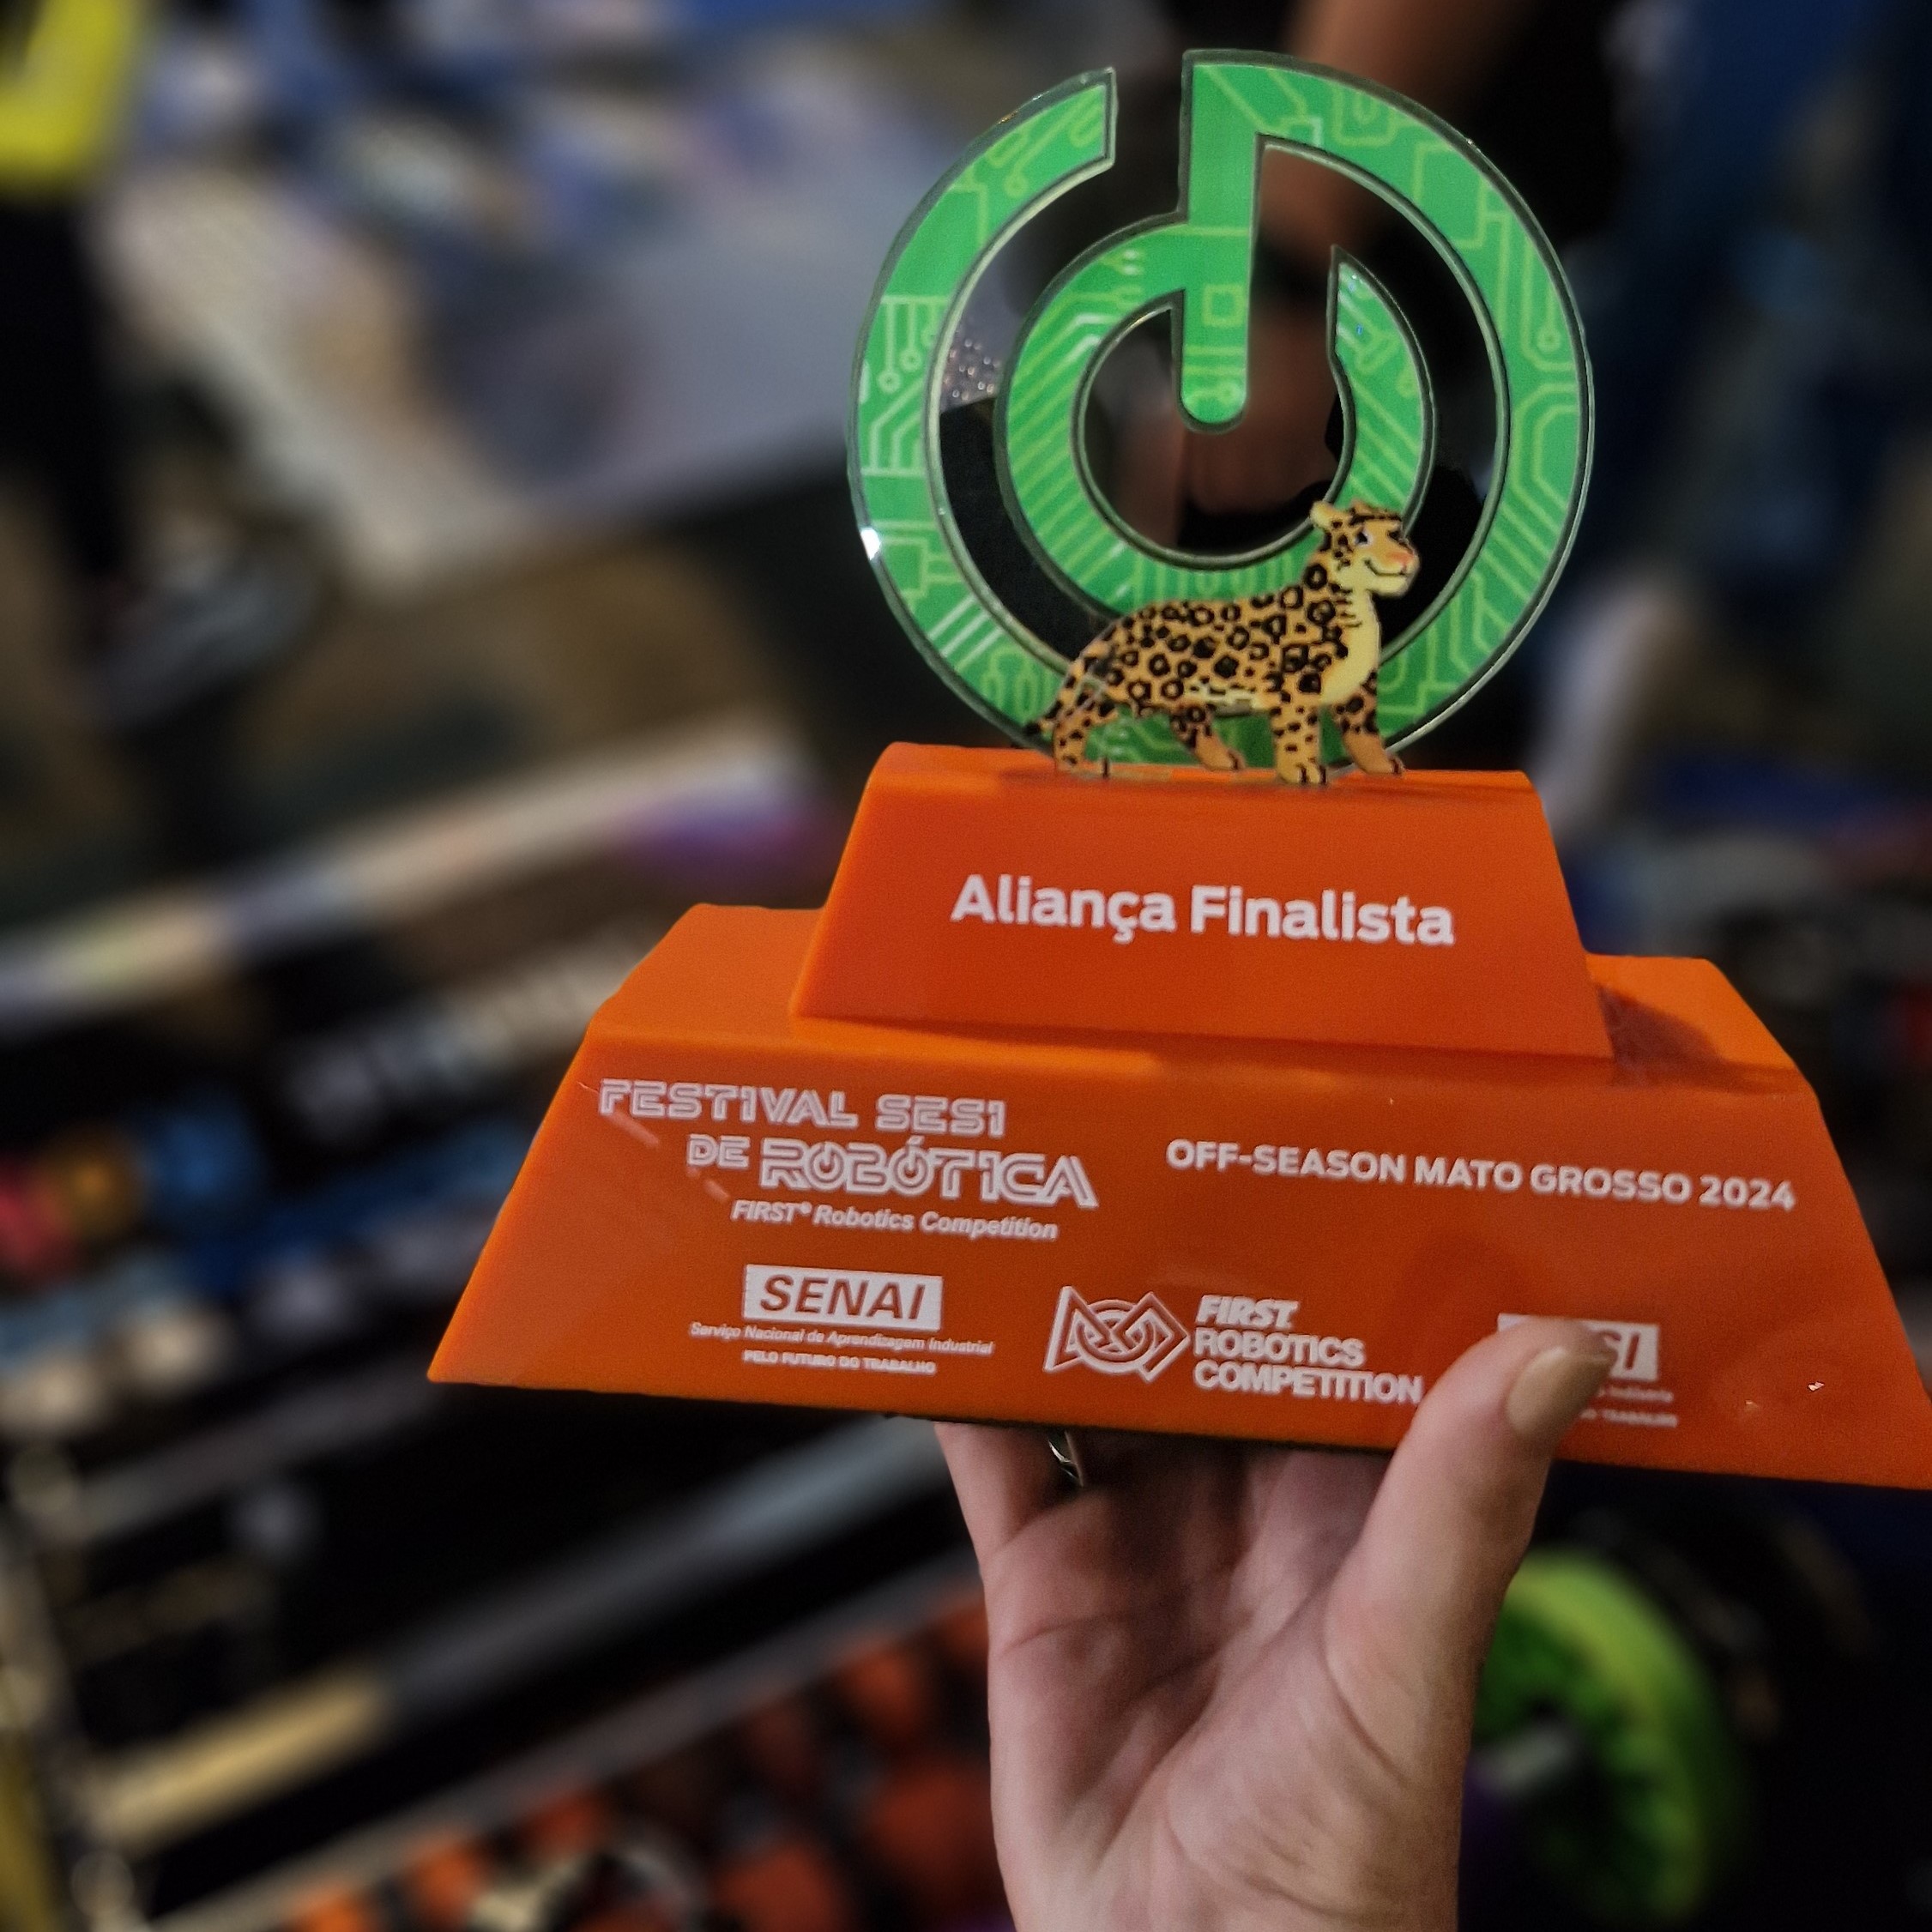 Aliança Finalista
FESTIVAL SESI
DE ROBÓTICA
FIRST® Robotics Competition
OFF-SEASON MATO GROSSO 2024
SENAI
Serviço Nacional de Aprendizagem Industrial
PELO FUTURO DO TRABALHO
FIRST
ROBOTICS
COMPETITION